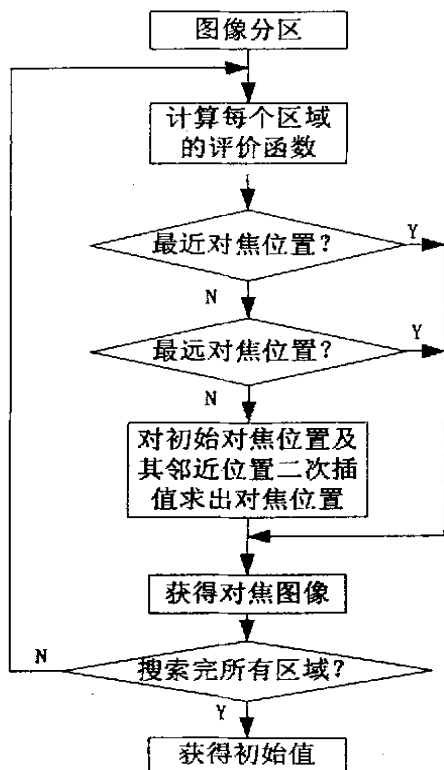 图像分区
计算每个区域
的评价函数
最近对焦位置？
Y
N
最远对焦位置？
Y
N
对初始对焦位置及
其邻近位置二次插
值求出对焦位置
获得对焦图像
N
搜索完所有区域？
Y
获得初始值